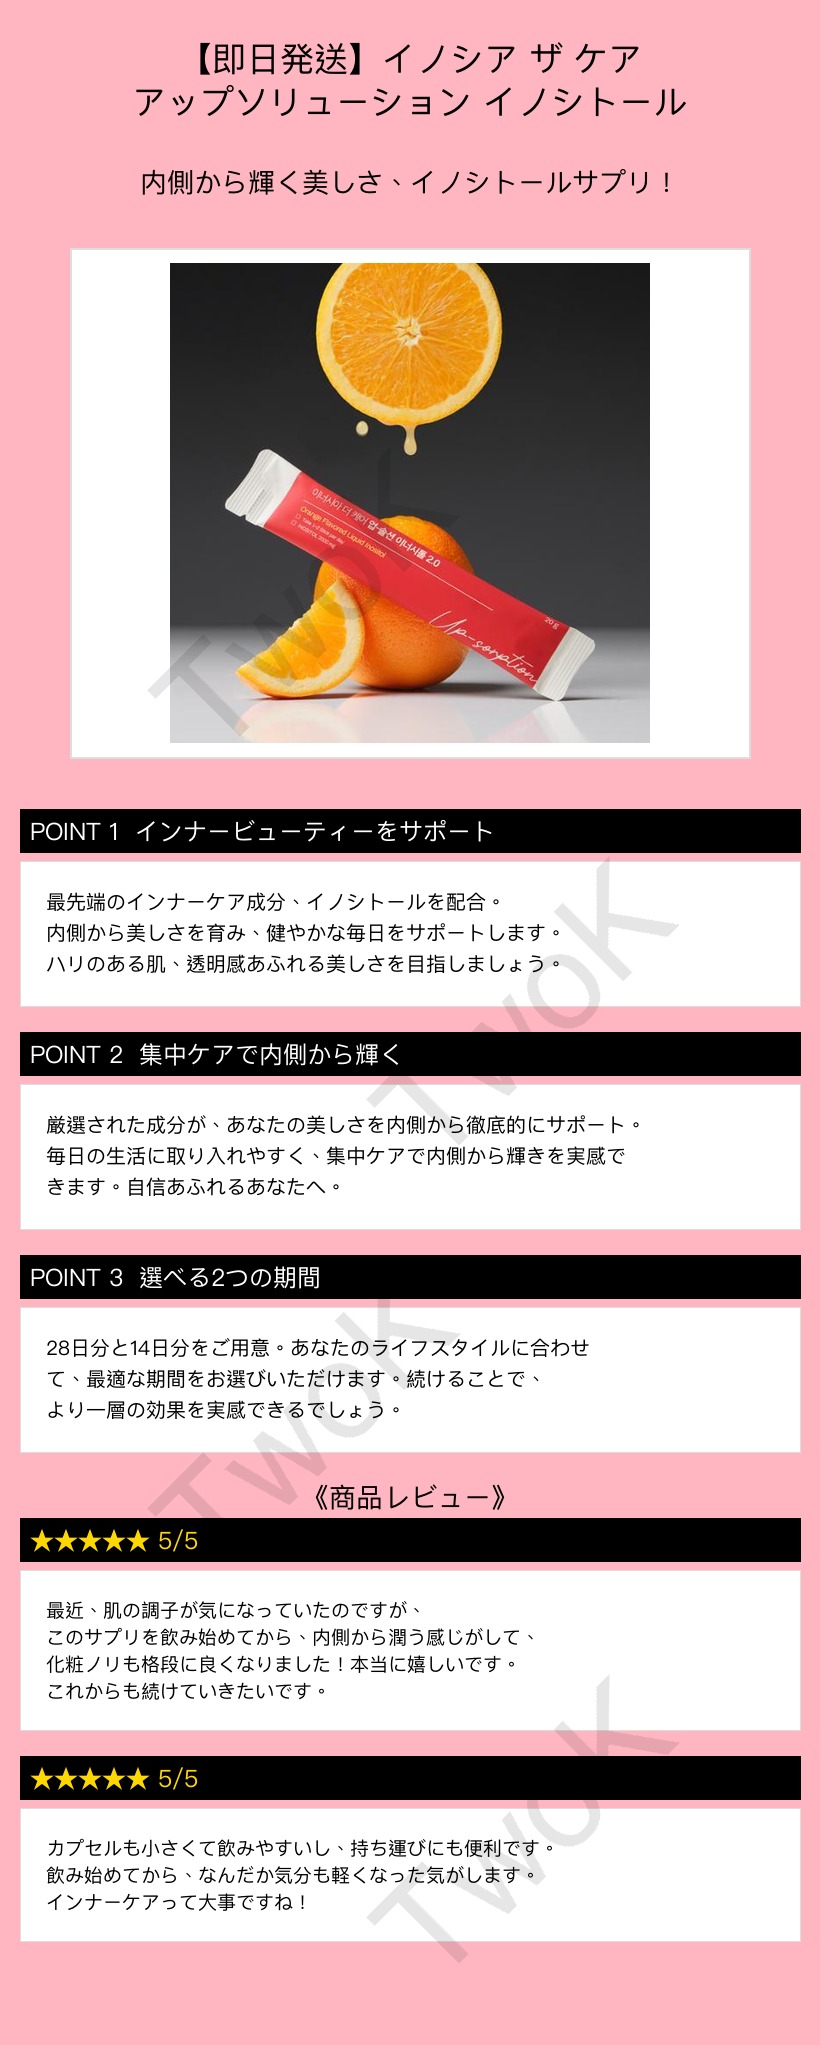 【即日発送】イノシア ザ ケア
アップソリューション イノシトール
内側から輝く美しさ、イノシトールサプリ！
이너시아 더 케어 업-솔션 이너시톨 2.0
Orange Flavored Liquid Inositol
Take 1-2 stick per day
INOSITOL 2000 mg
20 g
Up-sorption
POINT 1 インナービューティーをサポート
最先端のインナーケア成分、イノシトールを配合。
内側から美しさを育み、健やかな毎日をサポートします。
ハリのある肌、透明感あふれる美しさを目指しましょう。
POINT 2 集中ケアで内側から輝く
厳選された成分が、あなたの美しさを内側から徹底的にサポート。
毎日の生活に取り入れやすく、集中ケアで内側から輝きを実感で
きます。自信あふれるあなたへ。
POINT 3 選べる2つの期間
28日分と14日分をご用意。あなたのライフスタイルに合わせ
て、最適な期間をお選びいただけます。続けることで、
より一層の効果を実感できるでしょう。
《商品レビュー》
★★★★★ 5/5
最近、肌の調子が気になっていたのですが、
このサプリを飲み始めてから、内側から潤う感じがして、
化粧ノリも格段に良くなりました！本当に嬉しいです。
これからも続けていきたいです。
★★★★★ 5/5
カプセルも小さくて飲みやすいし、持ち運びにも便利です。
飲み始めてから、なんだか気分も軽くなった気がします。
インナーケアって大事ですね！
TwoK
TwoK
TwoK
TwoK